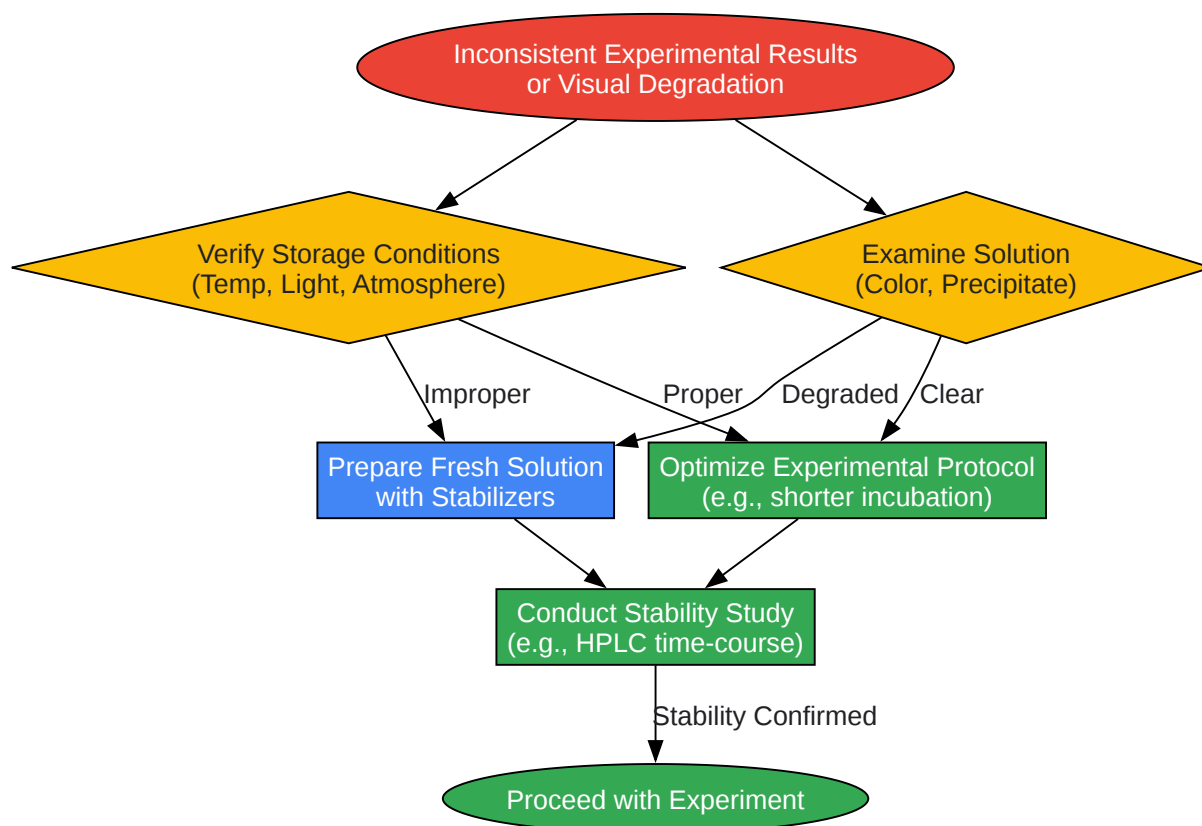 Inconsistent Experimental Results
or Visual Degradation
Verify Storage Conditions
(Temp, Light, Atmosphere)
Examine Solution
(Color, Precipitate)
Improper
Proper
Degraded
Clear
Prepare Fresh Solution
with Stabilizers
Optimize Experimental Protocol
(e.g., shorter incubation)
Conduct Stability Study
(e.g., HPLC time-course)
Stability Confirmed
Proceed with Experiment